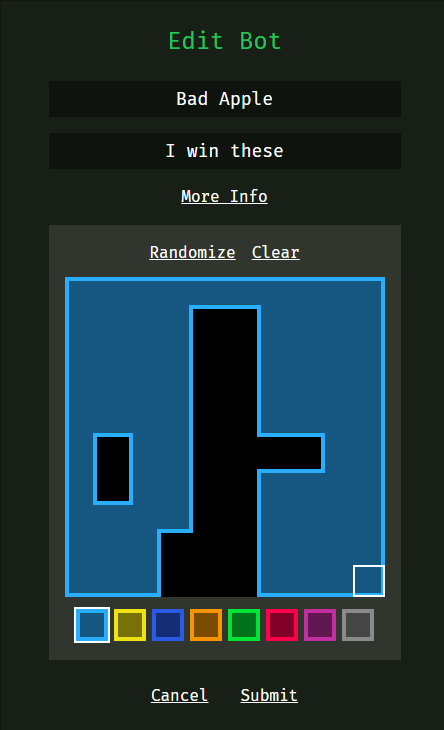 Edit Bot
Bad Apple
I win these
More Info
Randomize Clear
Cancel Submit